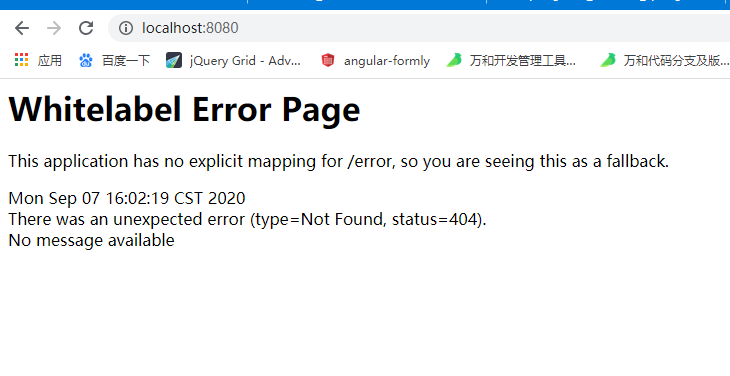 localhost:8080
应用 百度一下 jQuery Grid - Adv... angular-formly 万和开发管理工具... 万和代码分支及版...
Whitelabel Error Page
This application has no explicit mapping for /error, so you are seeing this as a fallback.
Mon Sep 07 16:02:19 CST 2020
There was an unexpected error (type=Not Found, status=404).
No message available